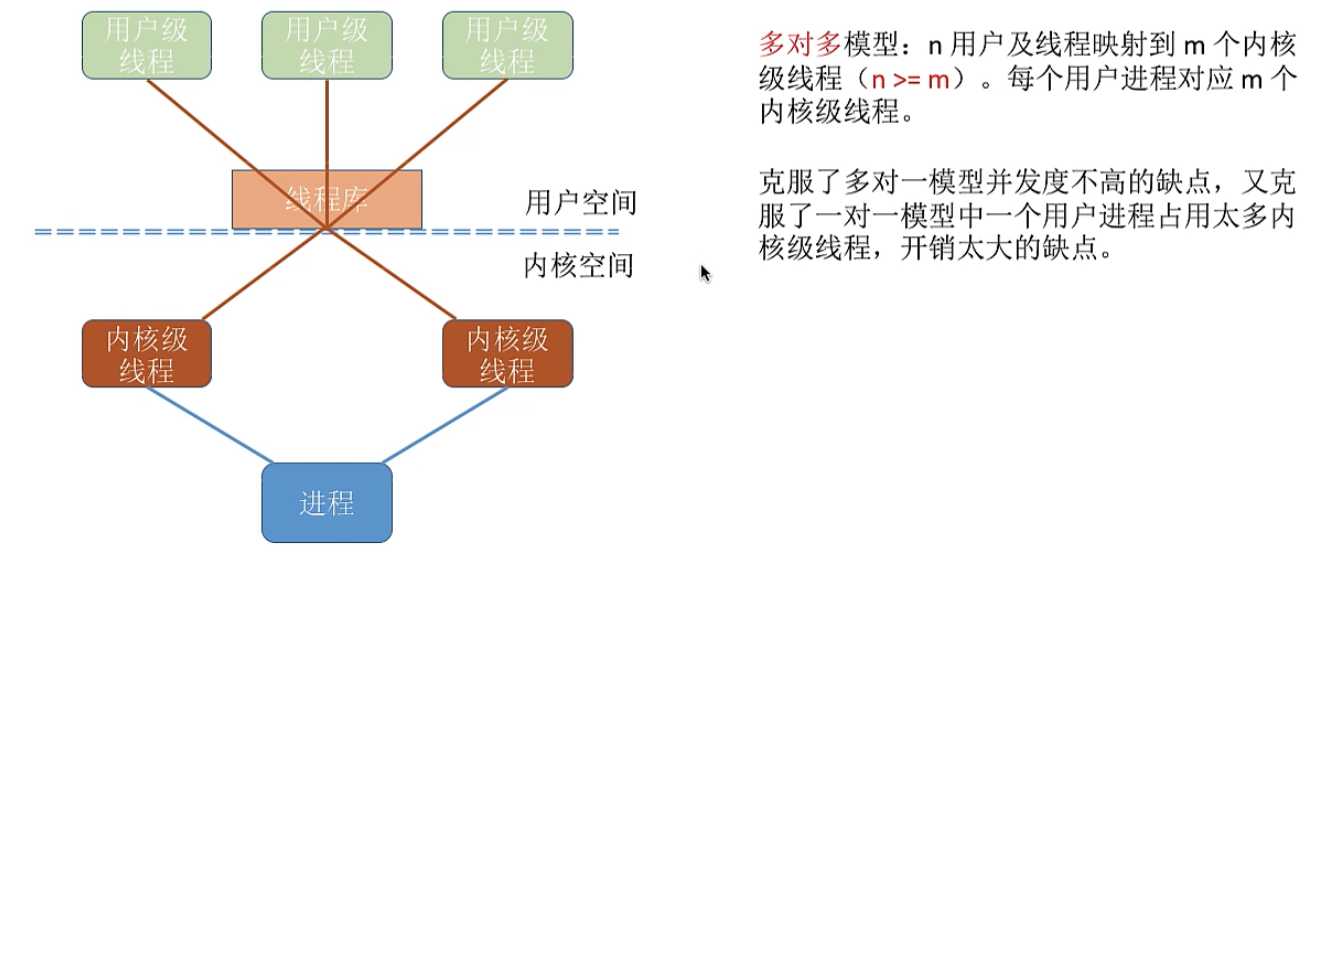 用户级
线程
用户级
线程
用户级
线程
线程库
用户空间
内核空间
内核级
线程
内核级
线程
进程
多对多模型：n 用户及线程映射到 m 个内核
级线程（n >= m）。每个用户进程对应 m 个
内核级线程。
克服了多对一模型并发度不高的缺点，又克
服了一对一模型中一个用户进程占用太多内
核级线程，开销太大的缺点。